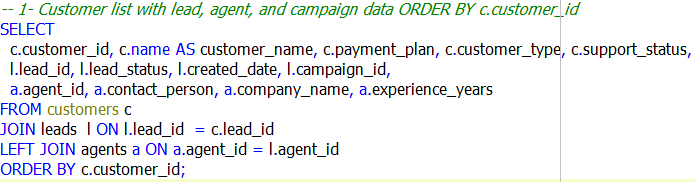 -- 1- Customer list with lead, agent, and campaign data ORDER BY c.customer_id
SELECT
  c.customer_id, c.name AS customer_name, c.payment_plan, c.customer_type, c.support_status,
  l.lead_id, l.lead_status, l.created_date, l.campaign_id,
  a.agent_id, a.contact_person, a.company_name, a.experience_years
FROM customers c
JOIN leads  l ON l.lead_id  = c.lead_id
LEFT JOIN agents a ON a.agent_id = l.agent_id
ORDER BY c.customer_id;